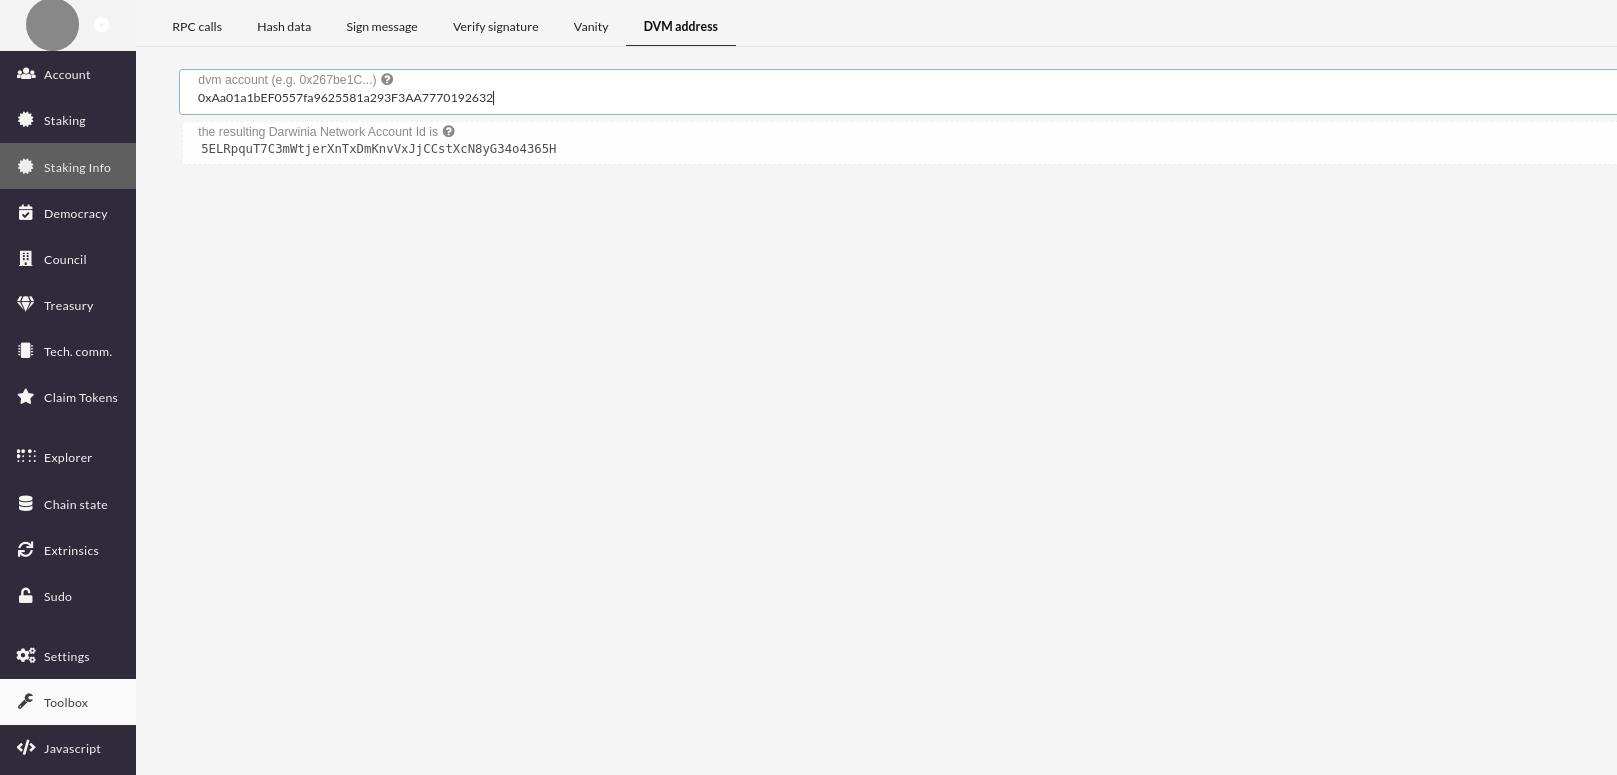 RPC calls Hash data Sign message Verify signature Vanity DVM address
dvm account (e.g. 0x267be1C...)
0xAa01a1bEF0557fa9625581a293F3AA7770192632
the resulting Darwinia Network Account Id is
5ELRpquT7C3mWtjerXnTxDmKnvVxJjCCstXcN8yG34o4365H
Account
Staking
Staking Info
Democracy
Council
Treasury
Tech. comm.
Claim Tokens
Explorer
Chain state
Extrinsics
Sudo
Settings
Toolbox
Javascript